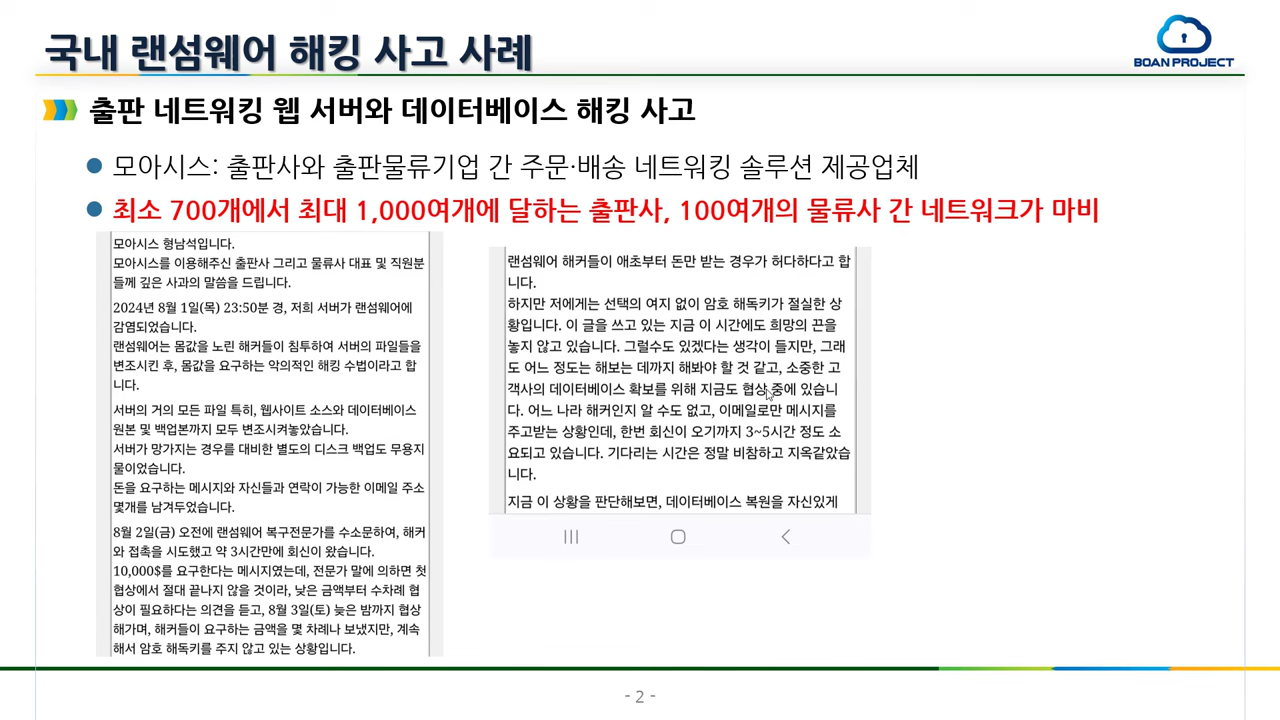 국내 랜섬웨어 해킹 사고 사례
BOAN PROJECT
출판 네트워킹 웹 서버와 데이터베이스 해킹 사고
모아시스: 출판사와 출판물류기업 간 주문·배송 네트워킹 솔루션 제공업체
최소 700개에서 최대 1,000여개에 달하는 출판사, 100여개의 물류사 간 네트워크가 마비
모아시스 형남석입니다.
모아시스를 이용해주신 출판사 그리고 물류사 대표 및 직원분
들께 깊은 사과의 말씀을 드립니다.
2024년 8월 1일(목) 23:50분 경, 저희 서버가 랜섬웨어에
감염되었습니다.
랜섬웨어는 몸값을 노린 해커들이 침투하여 서버의 파일들을
변조시킨 후, 몸값을 요구하는 악의적인 해킹 수법이라고 합
니다.
서버의 거의 모든 파일 특히, 웹사이트 소스와 데이터베이스
원본 및 백업본까지 모두 변조시켜놓았습니다.
서버가 망가지는 경우를 대비한 별도의 디스크 백업도 무용지
물이었습니다.
돈을 요구하는 메시지와 자신들과 연락이 가능한 이메일 주소
몇개를 남겨두었습니다.
8월 2일(금) 오전에 랜섬웨어 복구전문가를 수소문하여, 해커
와 접촉을 시도했고 약 3시간만에 회신이 왔습니다.
10,000$를 요구한다는 메시지였는데, 전문가 말에 의하면 첫
협상에서 절대 끝나지 않을 것이라, 낮은 금액부터 수차례 협
상이 필요하다는 의견을 듣고, 8월 3일(토) 늦은 밤까지 협상
해가며, 해커들이 요구하는 금액을 몇 차례나 보냈지만, 계속
해서 암호 해독키를 주지 않고 있는 상황입니다.
랜섬웨어 해커들이 애초부터 돈만 받는 경우가 허다하다고 합
니다.
하지만 저에게는 선택의 여지 없이 암호 해독키가 절실한 상
황입니다. 이 글을 쓰고 있는 지금 이 시간에도 희망의 끈을
놓지 않고 있습니다. 그럴수도 있겠다는 생각이 들지만, 그래
도 어느 정도는 해보는 데까지 해봐야 할 것 같고, 소중한 고
객사의 데이터베이스 확보를 위해 지금도 협상 중에 있습니
다. 어느 나라 해커인지 알 수도 없고, 이메일로만 메시지를
주고받는 상황인데, 한번 회신이 오기까지 3~5시간 정도 소
요되고 있습니다. 기다리는 시간은 정말 비참하고 지옥같았습
니다.
지금 이 상황을 판단해보면, 데이터베이스 복원을 자신있게
- 2 -